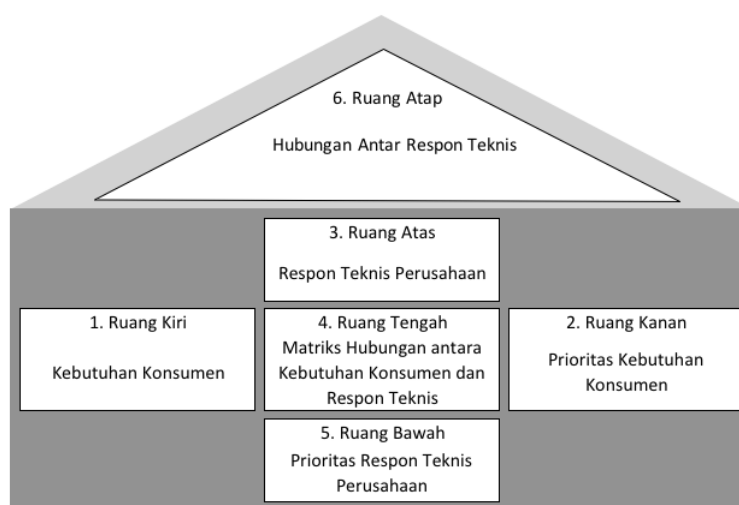 6. Ruang Atap
Hubungan Antar Respon Teknis
3. Ruang Atas
Respon Teknis Perusahaan
1. Ruang Kiri
Kebutuhan Konsumen
4. Ruang Tengah
Matriks Hubungan antara
Kebutuhan Konsumen dan
Respon Teknis
2. Ruang Kanan
Prioritas Kebutuhan
Konsumen
5. Ruang Bawah
Prioritas Respon Teknis
Perusahaan